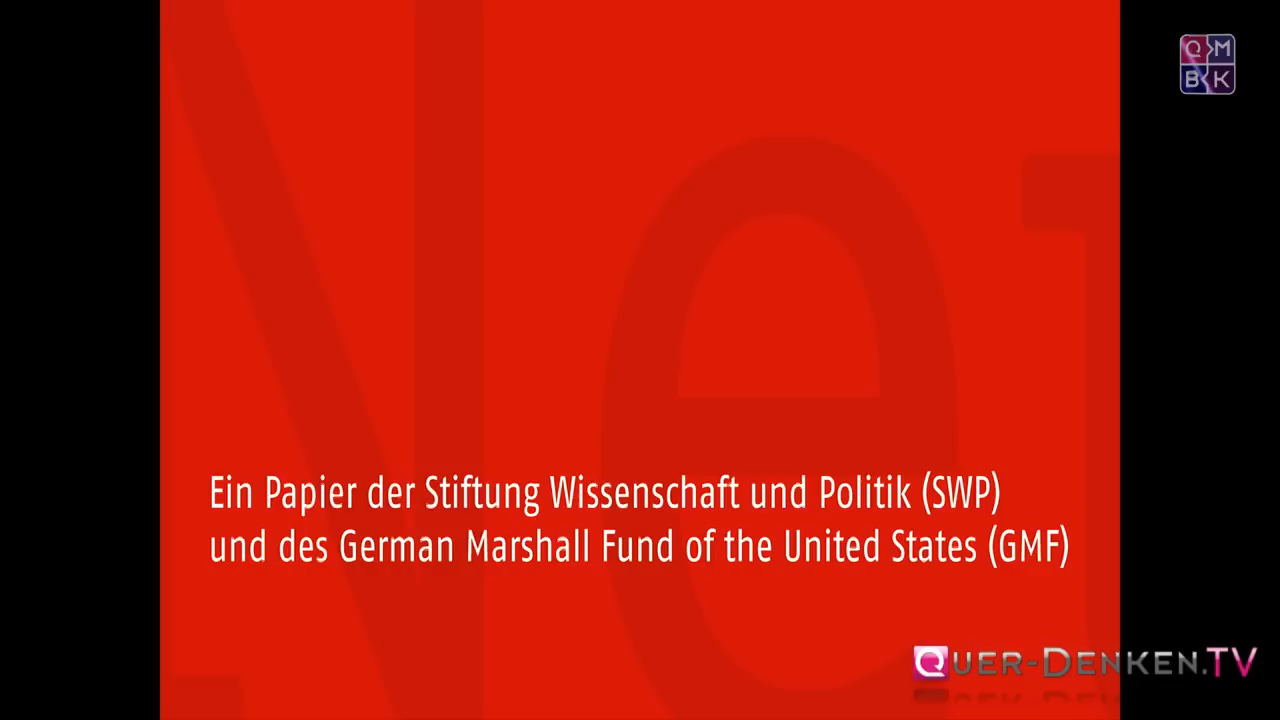 Q M
B K
Net
Ein Papier der Stiftung Wissenschaft und Politik (SWP)
und des German Marshall Fund of the United States (GMF)
QUER-DENKEN.TV